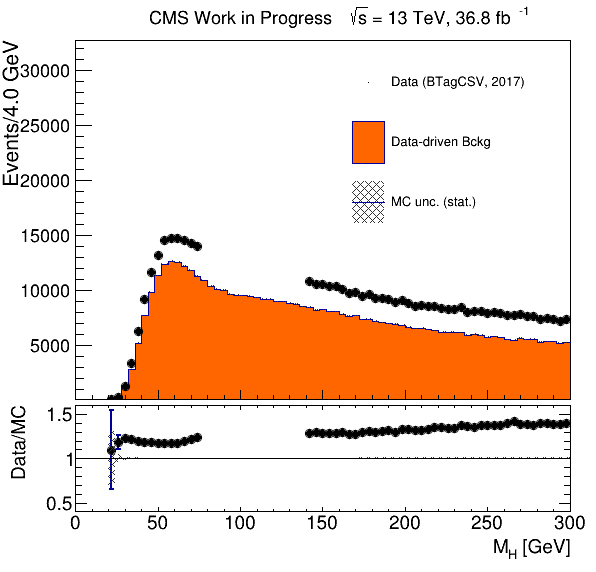 CMS Work in Progress √s = 13 TeV, 36.8 fb⁻¹
Events/4.0 GeV
30000
25000
20000
15000
10000
5000
Data (BTagCSV, 2017)
Data-driven Bckg
MC unc. (stat.)
Data/MC
1.5
1
0.5
0 50 100 150 200 250 300
M_H [GeV]